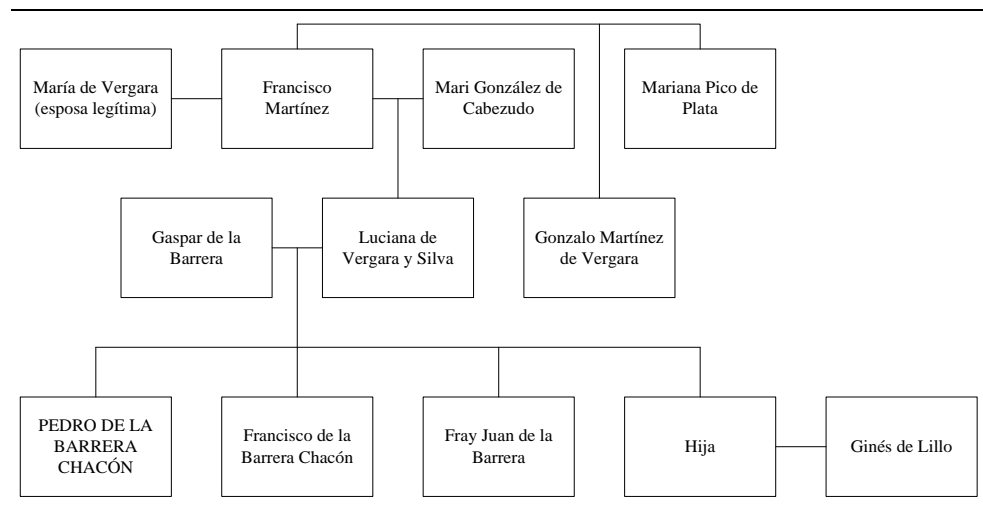 María de Vergara
(esposa legítima)
Francisco
Martínez
Mari González de
Cabezudo
Mariana Pico de
Plata
Gaspar de la
Barrera
Luciana de
Vergara y Silva
Gonzalo Martínez
de Vergara
PEDRO DE LA
BARRERA
CHACÓN
Francisco de la
Barrera Chacón
Fray Juan de la
Barrera
Hija
Ginés de Lillo